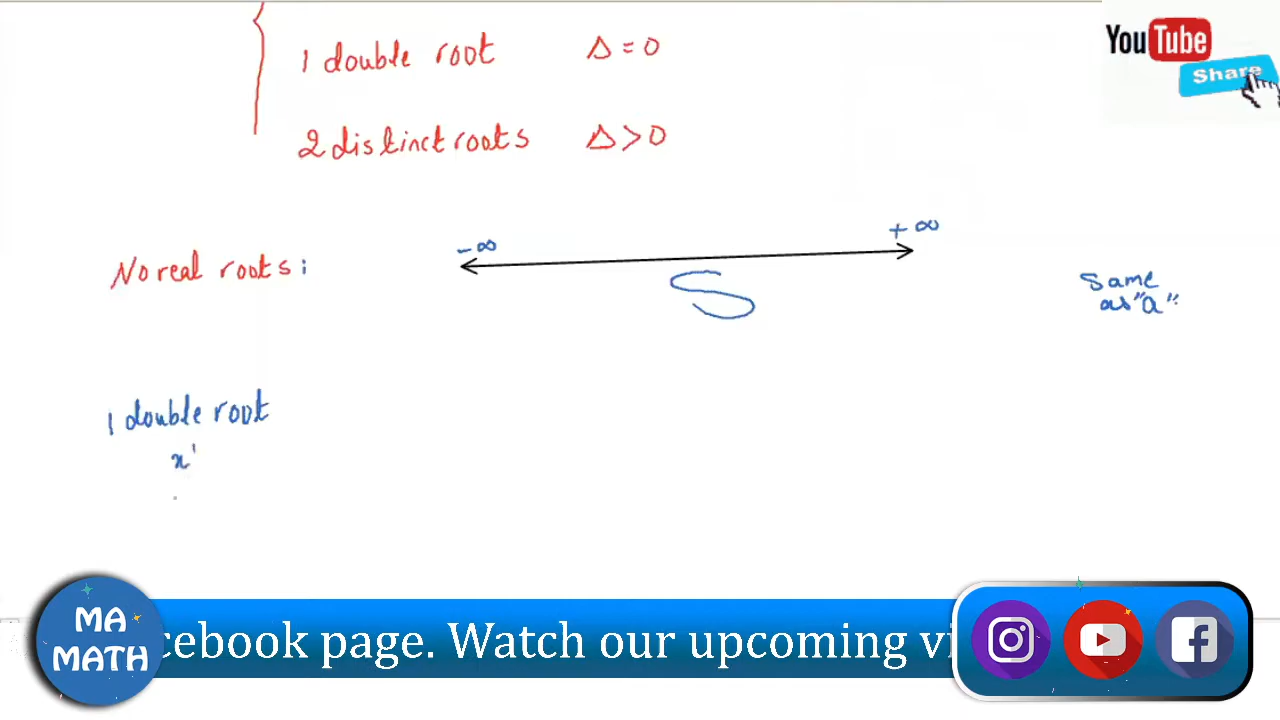 1 double root Δ = 0
2 distinct roots Δ > 0
YouTube
Share
-∞ +∞
No real roots:
S
Same
as "a"
1 double root
x'
MA
MATH
cebook page. Watch our upcoming vi